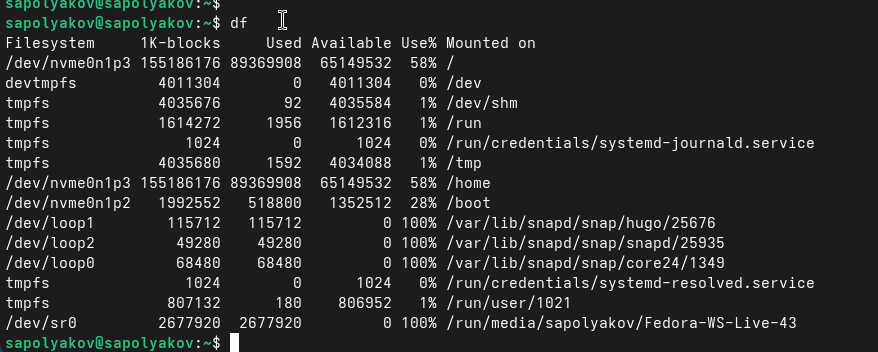 sapolyakov@sapolyakov:~$
sapolyakov@sapolyakov:~$ df
Filesystem     1K-blocks     Used Available Use% Mounted on
/dev/nvme0n1p3 155186176 89369908  65149532  58% /
devtmpfs         4011304        0   4011304   0% /dev
tmpfs            4035676       92   4035584   1% /dev/shm
tmpfs            1614272     1956   1612316   1% /run
tmpfs               1024        0      1024   0% /run/credentials/systemd-journald.service
tmpfs            4035680     1592   4034088   1% /tmp
/dev/nvme0n1p3 155186176 89369908  65149532  58% /home
/dev/nvme0n1p2   1992552   518800   1352512  28% /boot
/dev/loop1        115712   115712         0 100% /var/lib/snapd/snap/hugo/25676
/dev/loop2         49280    49280         0 100% /var/lib/snapd/snap/snapd/25935
/dev/loop0         68480    68480         0 100% /var/lib/snapd/snap/core24/1349
tmpfs               1024        0      1024   0% /run/credentials/systemd-resolved.service
tmpfs             807132      180    806952   1% /run/user/1021
/dev/sr0         2677920  2677920         0 100% /run/media/sapolyakov/Fedora-WS-Live-43
sapolyakov@sapolyakov:~$